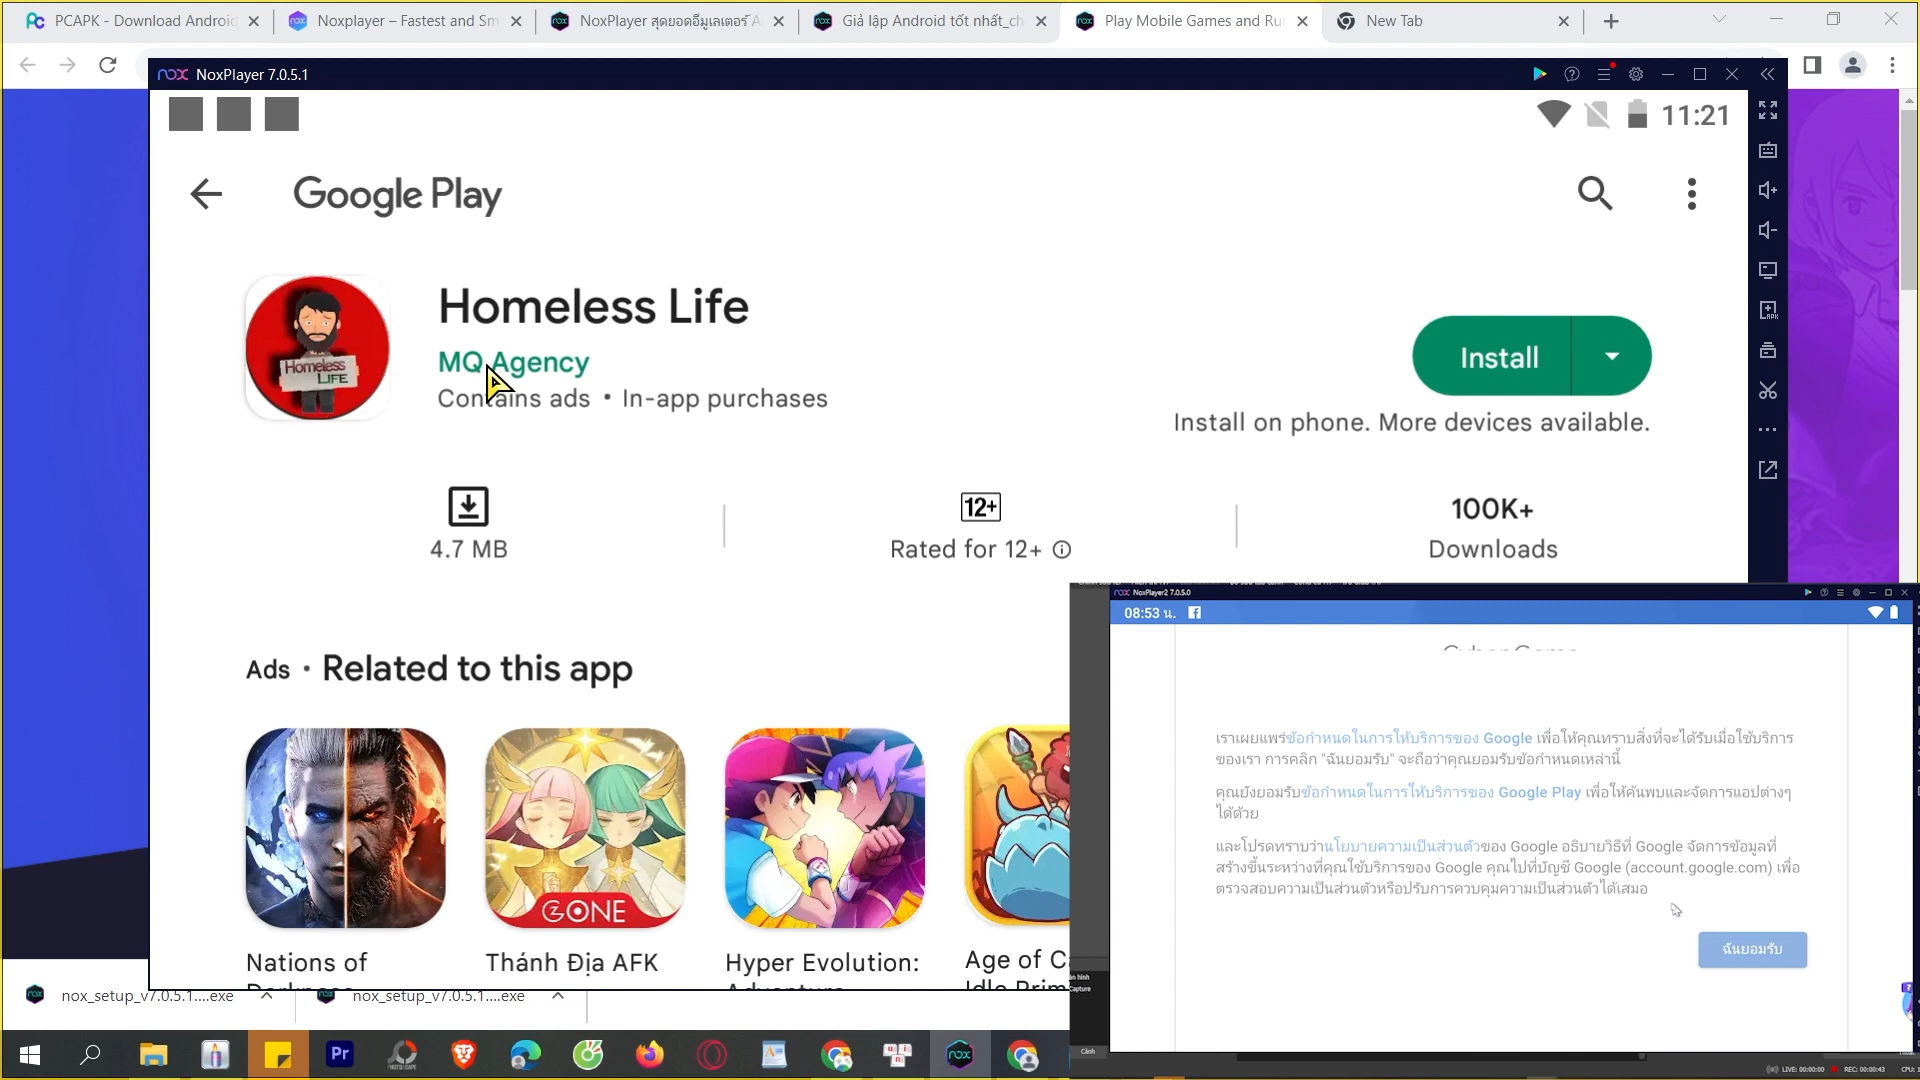 PCAPK - Download Android
Noxplayer – Fastest and Sm
NoxPlayer สุดยอดอีมูเลเตอร์ A
Giả lập Android tốt nhất_ch
Play Mobile Games and Run
New Tab
nox NoxPlayer 7.0.5.1
11:21
Google Play
Homeless Life
MQ Agency
Contains ads • In-app purchases
Homeless
LIFE
Install
Install on phone. More devices available.
4.7 MB
12+
Rated for 12+
100K+
Downloads
Ads • Related to this app
GONE
Nations of
Thánh Địa AFK
Hyper Evolution:
Age of C
nox NoxPlayer2 7.0.5.0
08:53 น.
เราเผยแพร่ข้อกำหนดในการให้บริการของ Google เพื่อให้คุณทราบสิ่งที่จะได้รับเมื่อใช้บริการ
ของเรา การคลิก "ฉันยอมรับ" จะถือว่าคุณยอมรับข้อกำหนดเหล่านี้
คุณยังยอมรับข้อกำหนดในการให้บริการของ Google Play เพื่อให้ค้นพบและจัดการแอปต่างๆ
ได้ด้วย
และโปรดทราบว่านโยบายความเป็นส่วนตัวของ Google อธิบายวิธีที่ Google จัดการข้อมูลที่
สร้างขึ้นระหว่างที่คุณใช้บริการของ Google คุณไปที่บัญชี Google (account.google.com) เพื่อ
ตรวจสอบความเป็นส่วนตัวหรือปรับการควบคุมความเป็นส่วนตัวได้เสมอ
ฉันยอมรับ
Capture
Cảnh
LIVE: 00:00:00
REC: 00:00:43
CPU: 1
nox_setup_v7.0.5.1....exe
nox_setup_v7.0.5.1....exe
Pr
nox